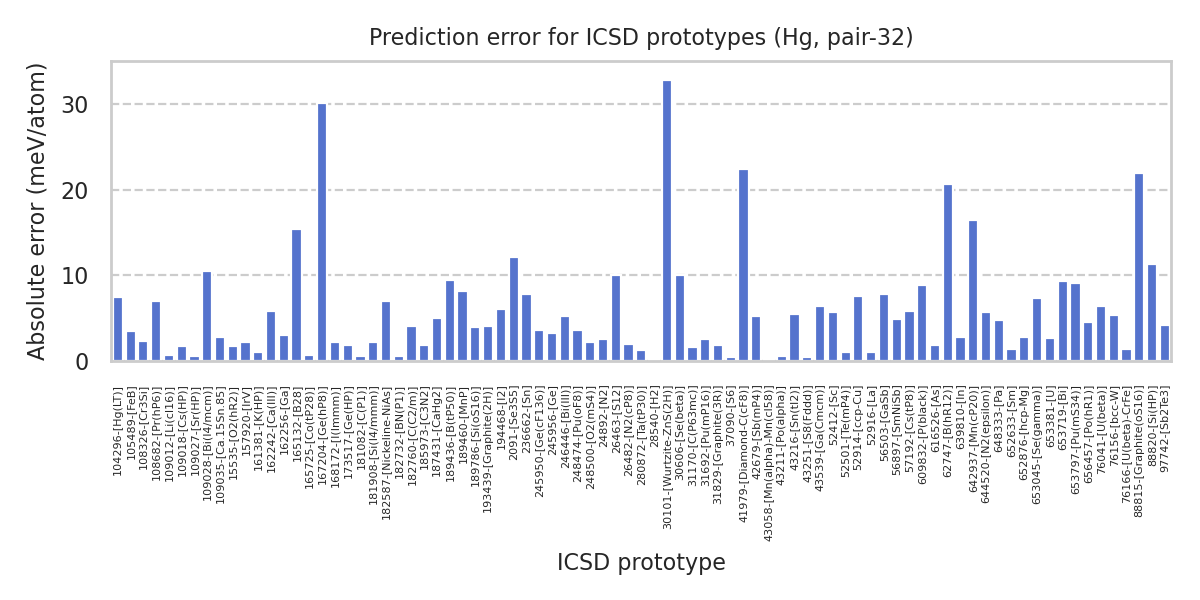 Prediction error for ICSD prototypes (Hg, pair-32)
Absolute error (meV/atom)
30
20
10
0
104296-[Hg(LT)]
105489-[FeB]
108326-[Cr3Si]
108682-[Pr(hP6)]
109012-[Li(cI16)]
109018-[Cs(HP)]
109027-[Sr(HP)]
109028-[Bi(I4/mcm)]
109035-[Ca.15Sn.85]
15535-[O2(hR2)]
157920-[IrV]
161381-[K(HP)]
162242-[Ca(III)]
162256-[Ga]
165132-[B28]
165725-[Co(tP28)]
167204-[Ge(hP8)]
168172-[I(Immm)]
173517-[Ge(HP)]
181082-[C(P1)]
181908-[Si(I4/mmm)]
182587-[Nickeline-NiAs]
182732-[BN(P1)]
182760-[C(C2/m)]
185973-[C3N2]
187431-[CaHg2]
189436-[B(tP50)]
189460-[MnP]
189786-[Si(oS16)]
193439-[Graphite(2H)]
194468-[I2]
2091-[Se3S5]
236662-[Sn]
245950-[Ge(cF136)]
245956-[Ge]
246446-[Bi(III)]
248474-[Pu(oF8)]
248500-[O2(mS4)]
24892-[N2]
26463-[S12]
26482-[N2(cP8)]
280872-[Ta(tP30)]
28540-[H2]
30101-[Wurtzite-ZnS(2H)]
30606-[Se(beta)]
31170-[C(P63mc)]
31692-[Pu(mP16)]
31829-[Graphite(3R)]
37090-[S6]
41979-[Diamond-C(cF8)]
42679-[Sb(mP4)]
43058-[Mn(alpha)-Mn(cI58)]
43211-[Po(alpha)]
43216-[Sn(tI2)]
43251-[S8(Fddd)]
43539-[Ga(Cmcm)]
52412-[Sc]
52501-[Te(mP4)]
52914-[ccp-Cu]
52916-[La]
56503-[GaSb]
56897-[SmNiSb]
57192-[Cs(tP8)]
609832-[P(black)]
616526-[As]
62747-[B(hR12)]
639810-[In]
642937-[Mn(cP20)]
644520-[N2(epsilon)]
648333-[Pa]
652633-[Sm]
652876-[hcp-Mg]
653045-[Se(gamma)]
653381-[U]
653719-[Bi]
653797-[Pu(mS34)]
656457-[Po(hR1)]
76041-[U(beta)]
76156-[bcc-W]
76166-[U(beta)-CrFe]
88815-[Graphite(oS16)]
88820-[Si(HP)]
97742-[Sb2Te3]
ICSD prototype